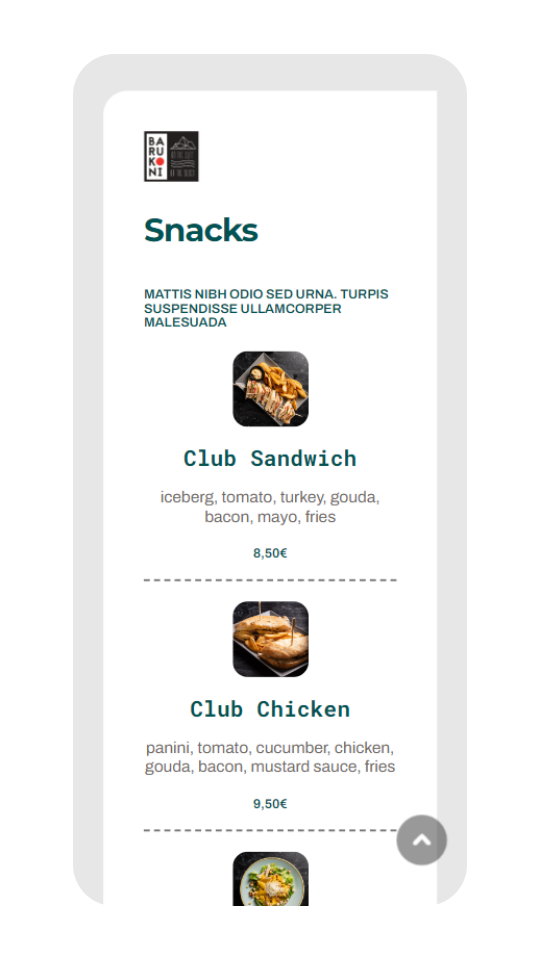 BA
RU
KO
NI
Snacks
MATTIS NIBH ODIO SED URNA. TURPIS
SUSPENDISSE ULLAMCORPER
MALESUADA
Club Sandwich
iceberg, tomato, turkey, gouda,
bacon, mayo, fries
8,50€
Club Chicken
panini, tomato, cucumber, chicken,
gouda, bacon, mustard sauce, fries
9,50€